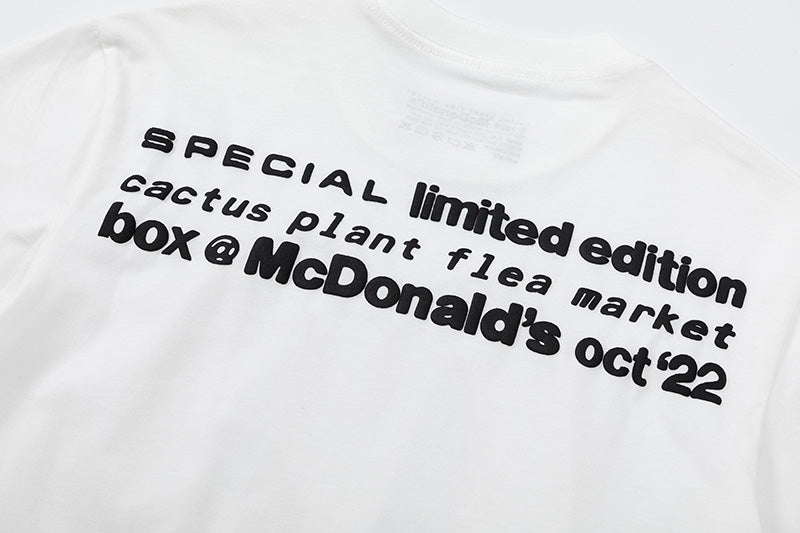 SPECIAL limited edition
cactus plant flea market
box @ McDonald's oct '22